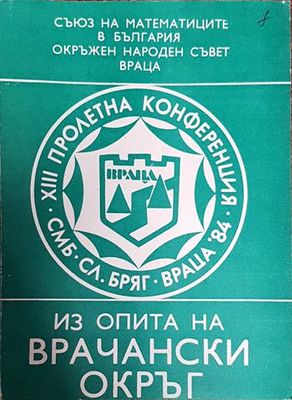 СЪЮЗ НА МАТЕМАТИЦИТЕ
В БЪЛГАРИЯ
ОКРЪЖЕН НАРОДЕН СЪВЕТ
ВРАЦА
8
XIII ПРОЛЕТНА КОНФЕРЕНЦИЯ
ВРАЦА
· СМБ · СЛ. БРЯГ · ВРАЦА '84 ·
ИЗ ОПИТА НА
ВРАЧАНСКИ
ОКРЪГ